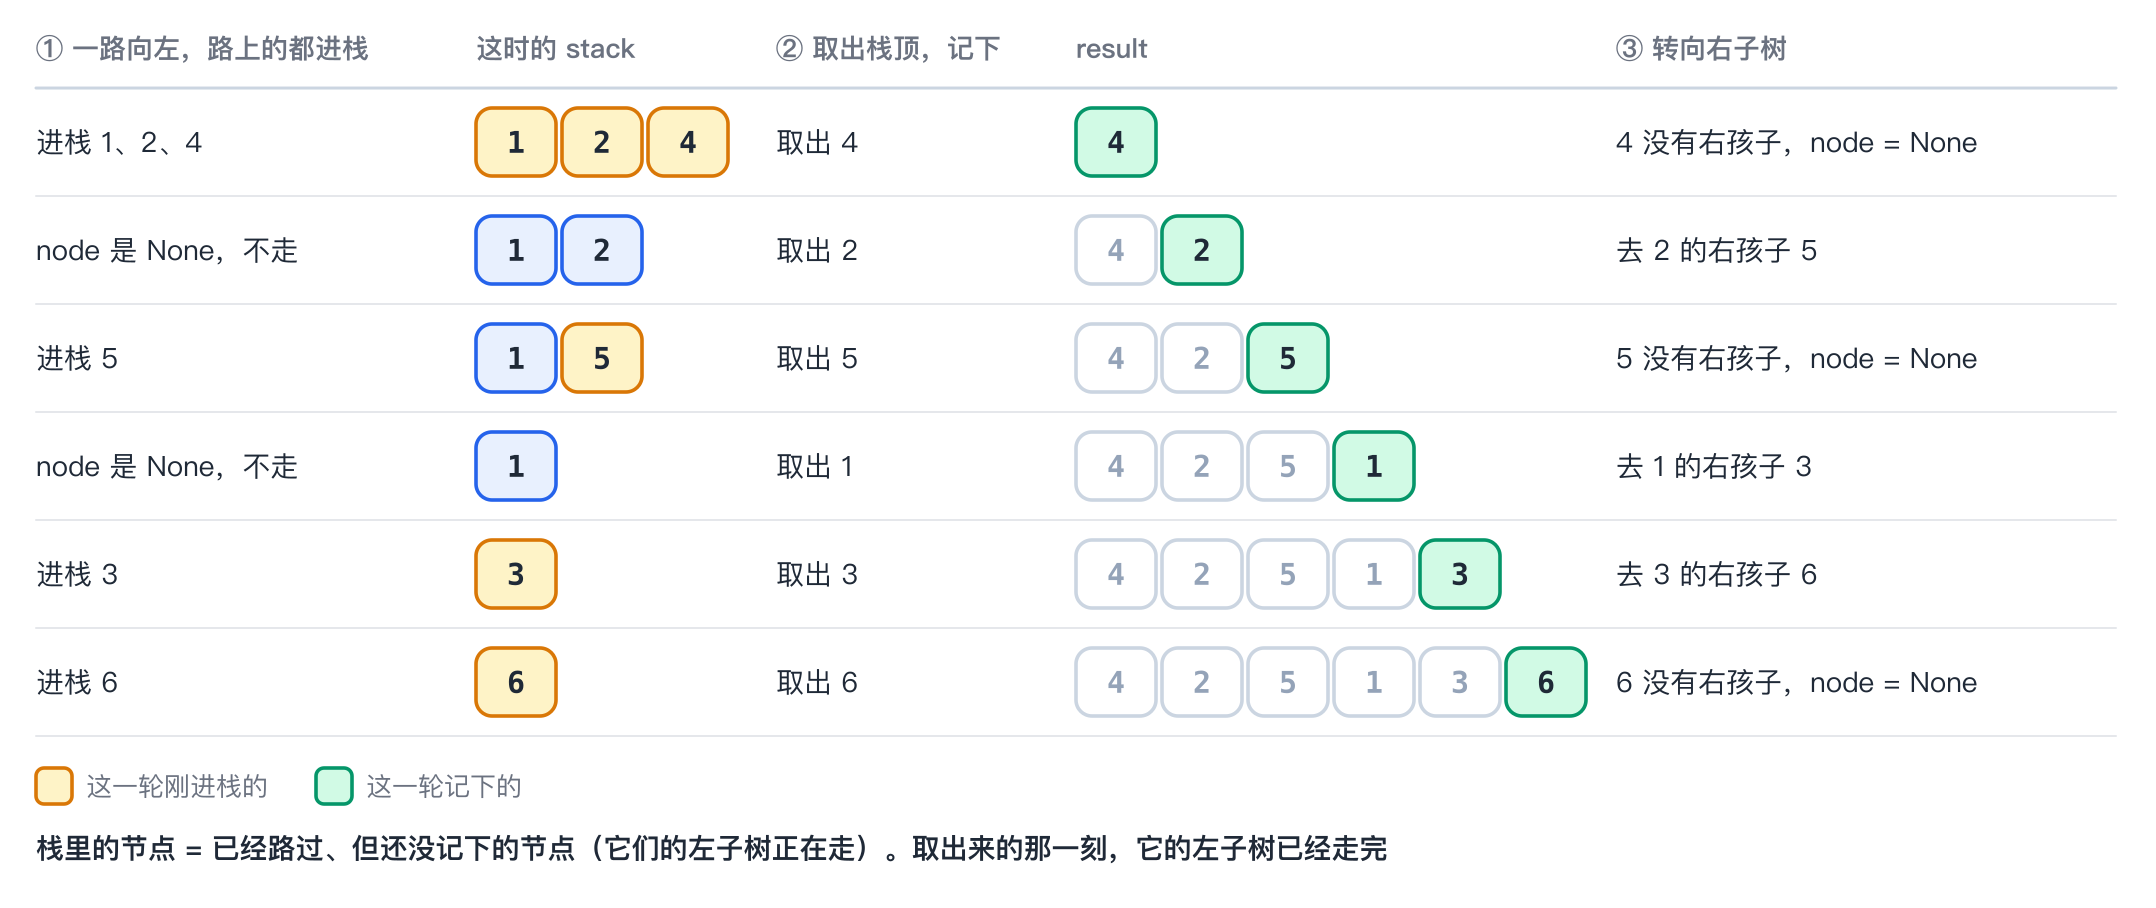 ① 一路向左，路上的都进栈 这时的 stack ② 取出栈顶，记下 result ③ 转向右子树
进栈 1、2、4 1 2 4 取出 4 4 4 没有右孩子，node = None
node 是 None，不走 1 2 取出 2 4 2 去 2 的右孩子 5
进栈 5 1 5 取出 5 4 2 5 5 没有右孩子，node = None
node 是 None，不走 1 取出 1 4 2 5 1 去 1 的右孩子 3
进栈 3 3 取出 3 4 2 5 1 3 去 3 的右孩子 6
进栈 6 6 取出 6 4 2 5 1 3 6 6 没有右孩子，node = None
这一轮刚进栈的 这一轮记下的
栈里的节点 = 已经路过、但还没记下的节点（它们的左子树正在走）。取出来的那一刻，它的左子树已经走完